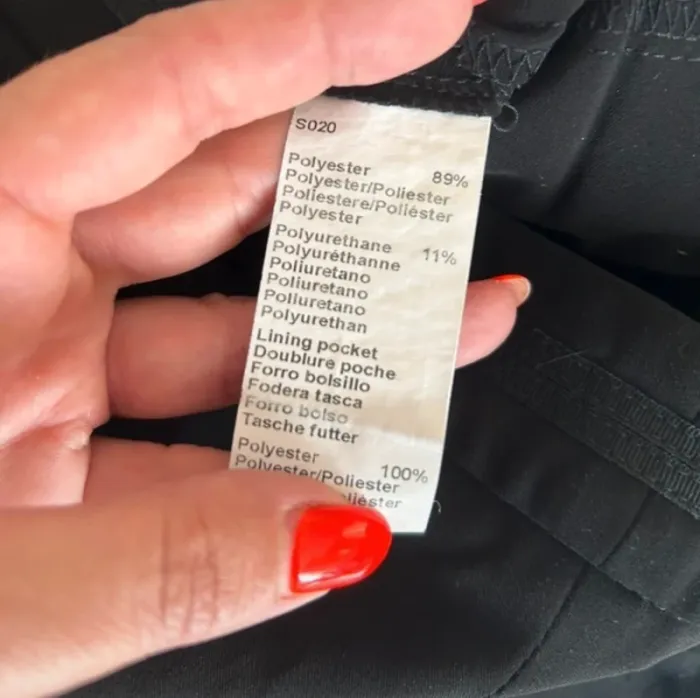 S020
Polyester 89%
Polyester/Poliester
Poliestere/Poliéster
Polyester
Polyurethane 11%
Polyuréthanne
Poliuretano
Poliuretano
Poliuretano
Polyurethan
Lining pocket
Doublure poche
Forro bolsillo
Fodera tasca
Forro bolso
Tasche futter
Polyester 100%
Polyester/Poliester